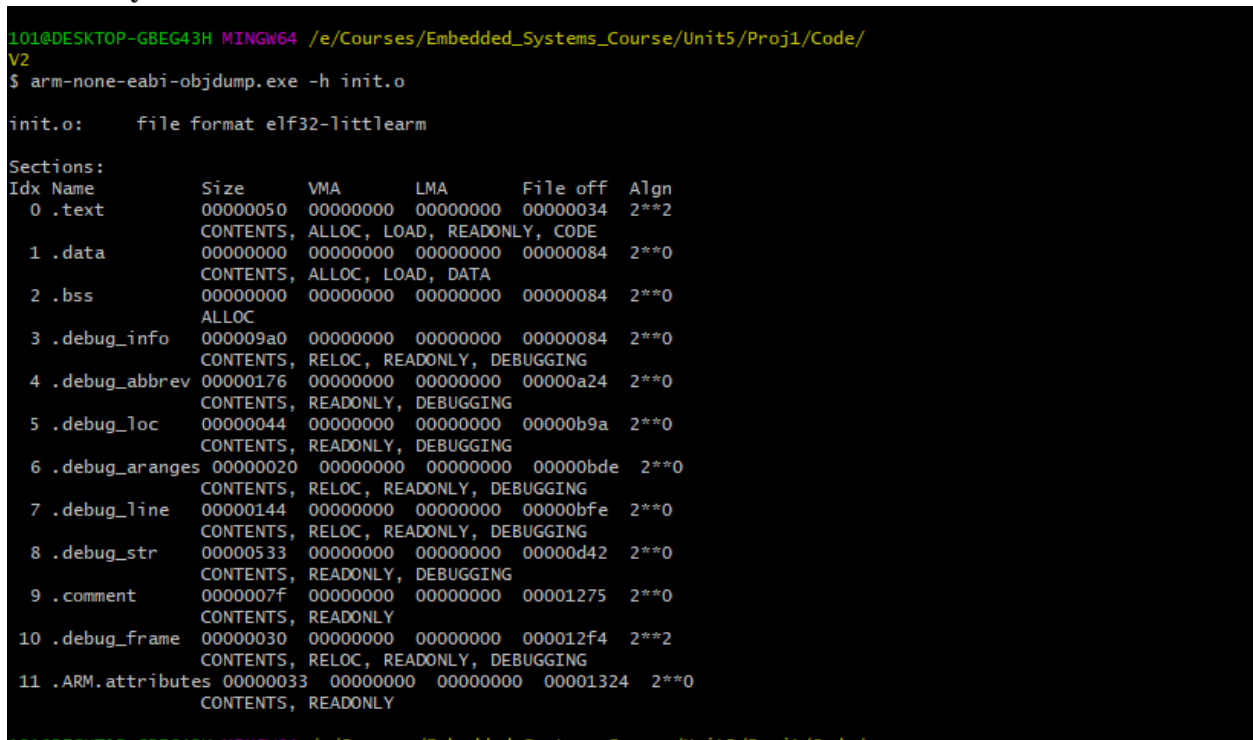 101@DESKTOP-GBEG43H MINGW64 /e/Courses/Embedded_Systems_Course/Unit5/Proj1/Code/
V2
$ arm-none-eabi-objdump.exe -h init.o
init.o:     file format elf32-littlearm
Sections:
Idx Name          Size      VMA       LMA       File off  Algn
  0 .text         00000050  00000000  00000000  00000034  2**2
                  CONTENTS, ALLOC, LOAD, READONLY, CODE
  1 .data         00000000  00000000  00000000  00000084  2**0
                  CONTENTS, ALLOC, LOAD, DATA
  2 .bss          00000000  00000000  00000000  00000084  2**0
                  ALLOC
  3 .debug_info   000009a0  00000000  00000000  00000084  2**0
                  CONTENTS, RELOC, READONLY, DEBUGGING
  4 .debug_abbrev 00000176  00000000  00000000  00000a24  2**0
                  CONTENTS, READONLY, DEBUGGING
  5 .debug_loc    00000044  00000000  00000000  00000b9a  2**0
                  CONTENTS, READONLY, DEBUGGING
  6 .debug_aranges 00000020  00000000  00000000  00000bde  2**0
                  CONTENTS, RELOC, READONLY, DEBUGGING
  7 .debug_line   00000144  00000000  00000000  00000bfe  2**0
                  CONTENTS, RELOC, READONLY, DEBUGGING
  8 .debug_str    00000533  00000000  00000000  00000d42  2**0
                  CONTENTS, READONLY, DEBUGGING
  9 .comment      0000007f  00000000  00000000  00001275  2**0
                  CONTENTS, READONLY
 10 .debug_frame  00000030  00000000  00000000  000012f4  2**2
                  CONTENTS, RELOC, READONLY, DEBUGGING
 11 .ARM.attributes 00000033  00000000  00000000  00001324  2**0
                  CONTENTS, READONLY